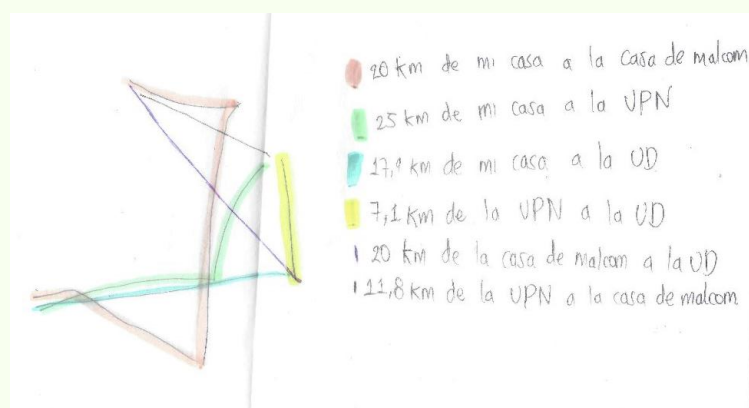 20 km de mi casa a la casa de malcom
25 km de mi casa a la UPN
17,9 km de mi casa a la UD
7,1 km de la UPN a la UD
20 km de la casa de malcom a la UD
11,8 km de la UPN a la casa de malcom